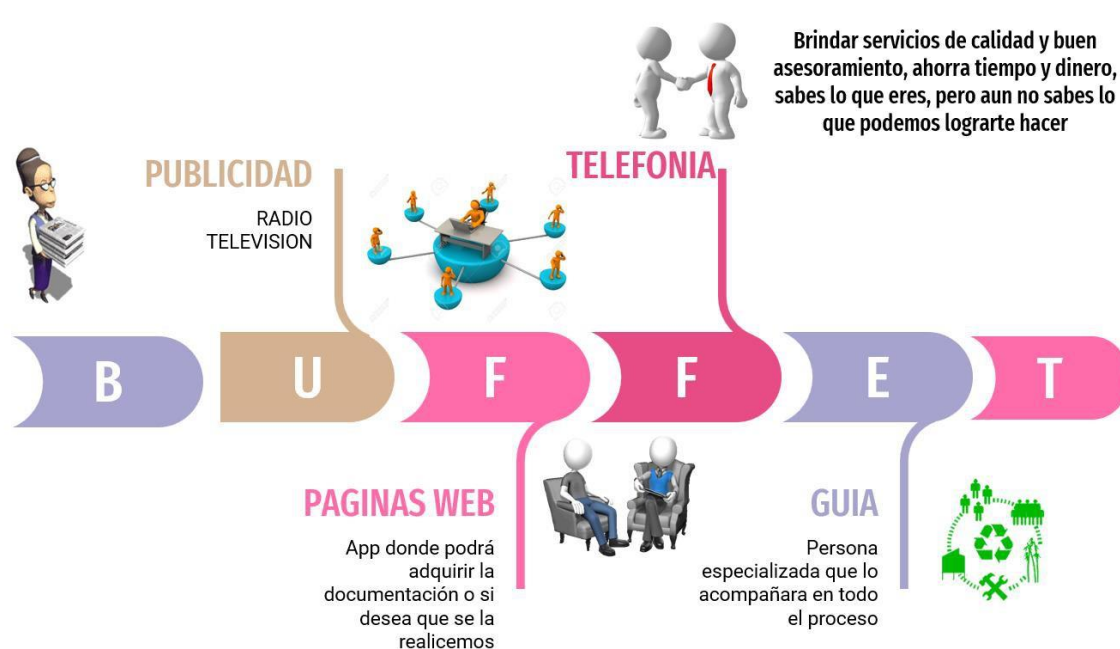 Brindar servicios de calidad y buen
asesoramiento, ahorra tiempo y dinero,
sabes lo que eres, pero aun no sabes lo
que podemos lograrte hacer
PUBLICIDAD
RADIO
TELEVISION
TELEFONIA
B U F F E T
PAGINAS WEB
App donde podrá
adquirir la
documentación o si
desea que se la
realicemos
GUIA
Persona
especializada que lo
acompañara en todo
el proceso